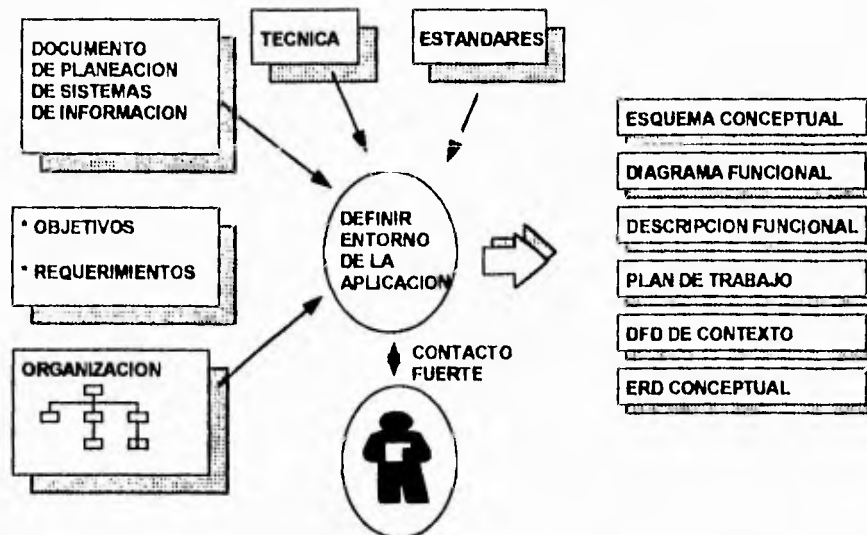 DOCUMENTO
DE PLANEACION
DE SISTEMAS
DE INFORMACION
TECNICA
ESTANDARES
* OBJETIVOS
* REQUERIMIENTOS
ORGANIZACION
DEFINIR
ENTORNO
DE LA
APLICACION
CONTACTO
FUERTE
ESQUEMA CONCEPTUAL
DIAGRAMA FUNCIONAL
DESCRIPCION FUNCIONAL
PLAN DE TRABAJO
DFD DE CONTEXTO
ERD CONCEPTUAL